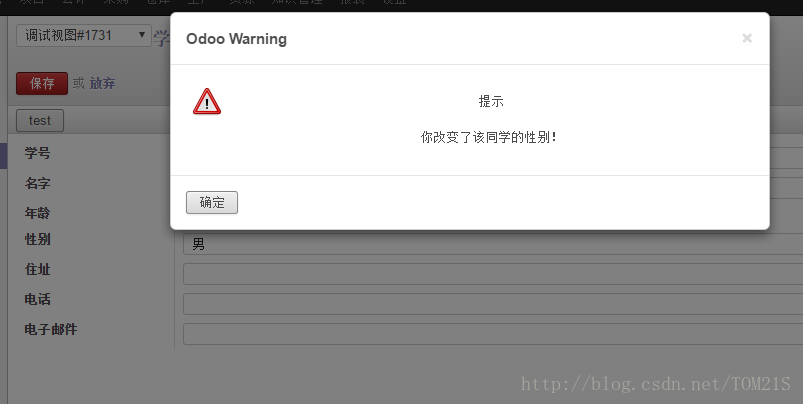 调试视图#1731
学
Odoo Warning
×
保存 或 放弃
提示
test
你改变了该同学的性别!
学号
名字
确定
年龄
性别
男
住址
电话
电子邮件
http://blog.csdn.net/TOM21S